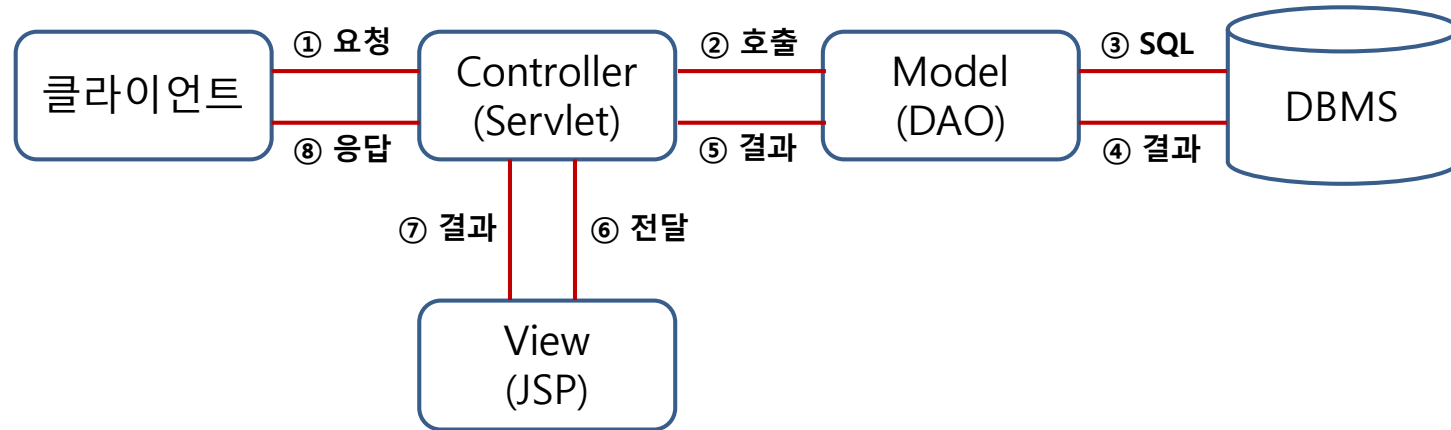 ① 요청
② 호출
③ SQL
클라이언트
Controller
(Servlet)
Model
(DAO)
DBMS
⑧ 응답
⑤ 결과
④ 결과
⑦ 결과
⑥ 전달
View
(JSP)